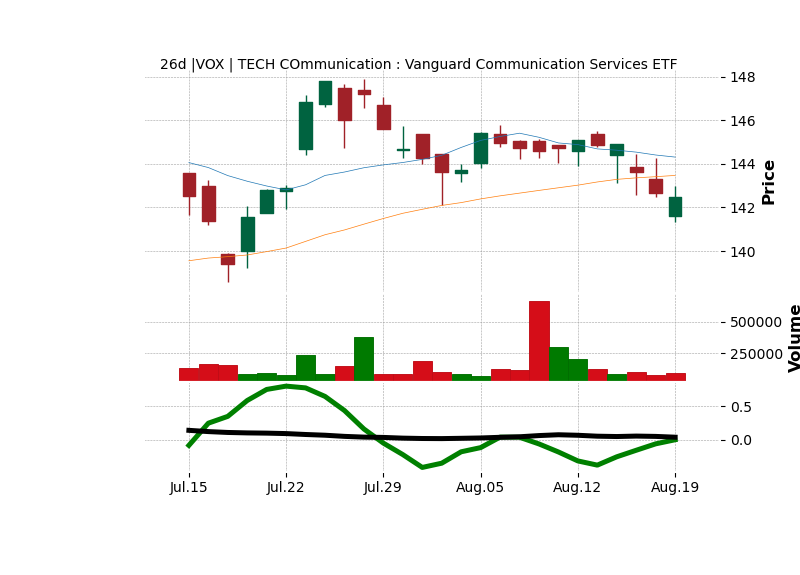 26d |VOX | TECH COmmunication : Vanguard Communication Services ETF
148
146
144
142
140
Price
500000
250000
Volume
0.5
0.0
Jul.15 Jul.22 Jul.29 Aug.05 Aug.12 Aug.19